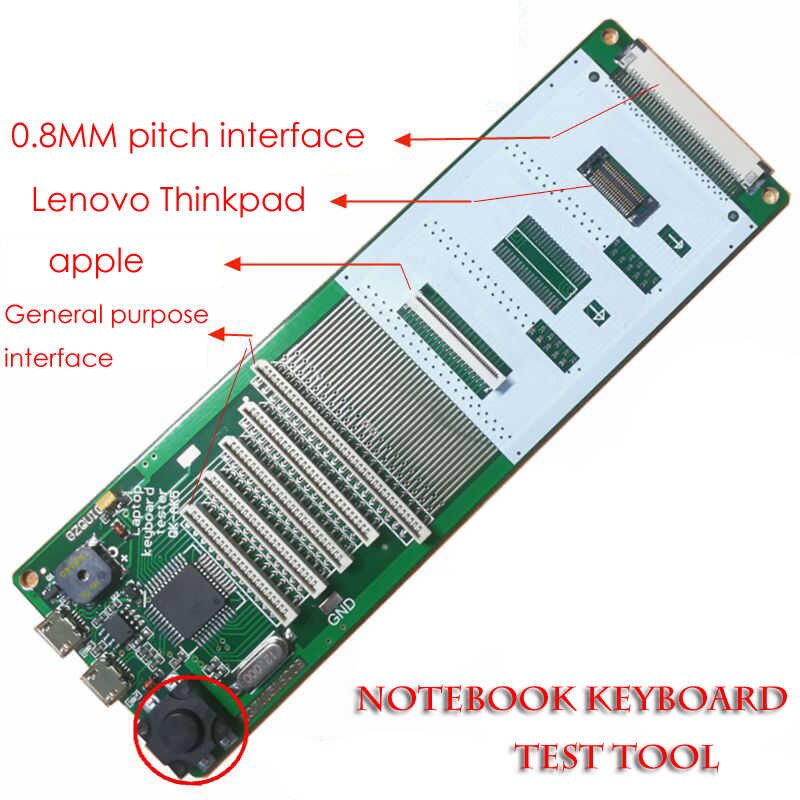 0.8MM pitch interface
Lenovo Thinkpad
apple
General purpose
interface
Laptop
keyboard
tester
GND
NOTEBOOK KEYBOARD
TEST TOOL